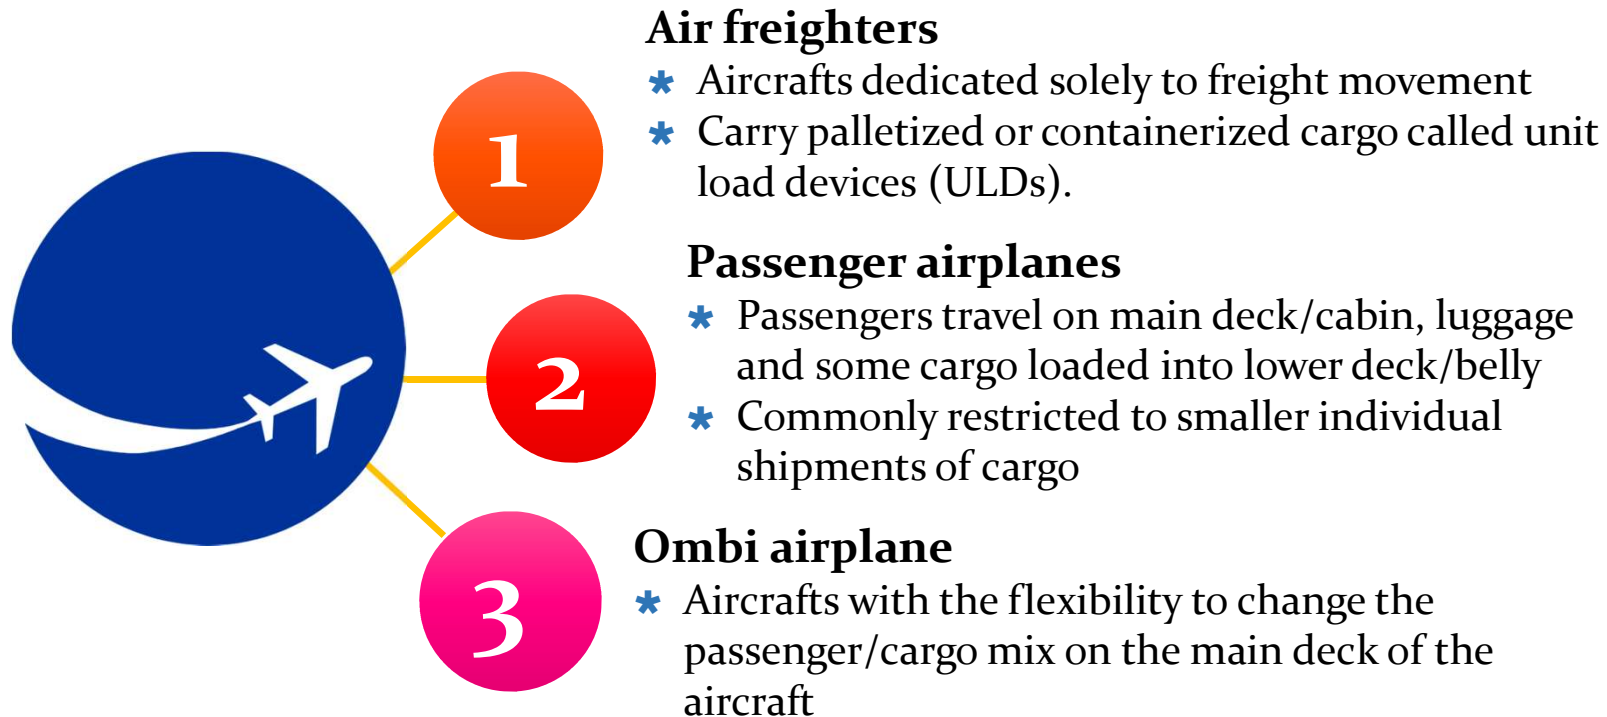 Air freighters
* Aircrafts dedicated solely to freight movement
* Carry palletized or containerized cargo called unit
load devices (ULDs).
1
Passenger airplanes
* Passengers travel on main deck/cabin, luggage
and some cargo loaded into lower deck/belly
* Commonly restricted to smaller individual
shipments of cargo
2
Ombi airplane
* Aircrafts with the flexibility to change the
passenger/cargo mix on the main deck of the
aircraft
3